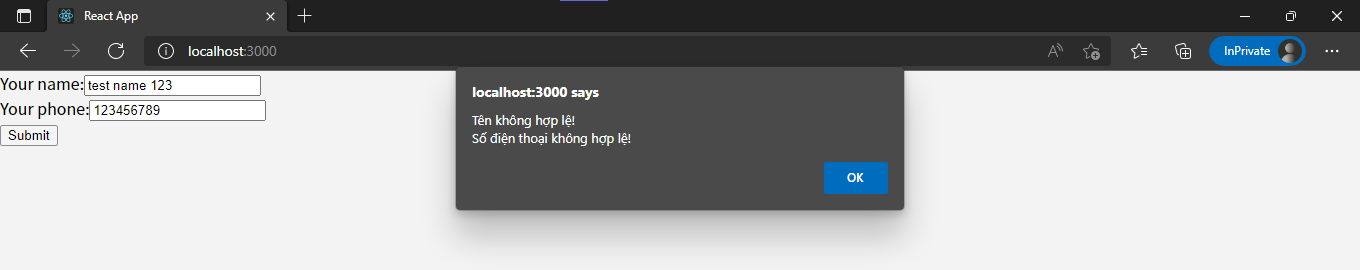 React App
localhost:3000
InPrivate
Your name: test name 123
Your phone: 123456789
Submit
localhost:3000 says
Tên không hợp lệ!
Số điện thoại không hợp lệ!
OK